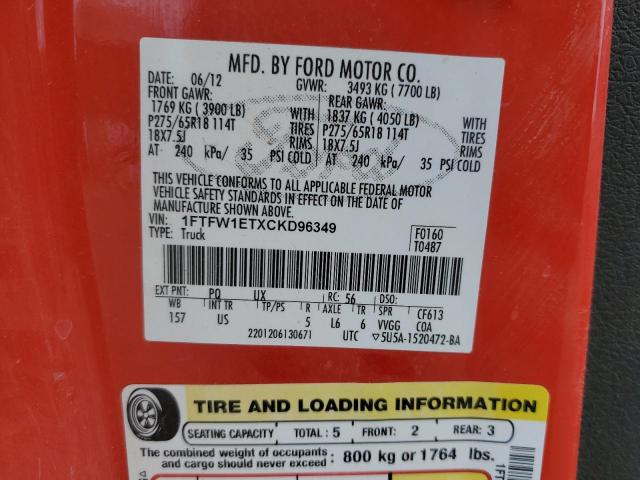 MFD. BY FORD MOTOR CO.
DATE: 06/12 GVWR: 3493 KG (7700 LB)
FRONT GAWR: REAR GAWR:
1769 KG (3900 LB) WITH 1837 KG (4050 LB) WITH
P275/65R18 114T TIRES P275/65R18 114T TIRES
18X7.5J RIMS 18X7.5J RIMS
AT 240 kPa/ 35 PSI COLD AT 240 kPa/ 35 PSI COLD
Ford
THIS VEHICLE CONFORMS TO ALL APPLICABLE FEDERAL MOTOR
VEHICLE SAFETY STANDARDS IN EFFECT ON THE DATE OF
MANUFACTURE SHOWN ABOVE.
VIN: 1FTFW1ETXCKD96349 F0160
TYPE: Truck T0487
EXT PNT: PQ UX RC: 56 DSO:
WB INT TR TP/PS R AXLE TR SPR CF613
157 US 5 L6 6 VVGG COA
2201206130671 UTC ▽5U5A-1520472-BA
TIRE AND LOADING INFORMATION
SEATING CAPACITY TOTAL: 5 FRONT: 2 REAR: 3
The combined weight of occupants
and cargo should never exceed: 800 kg or 1764 lbs.
1FT